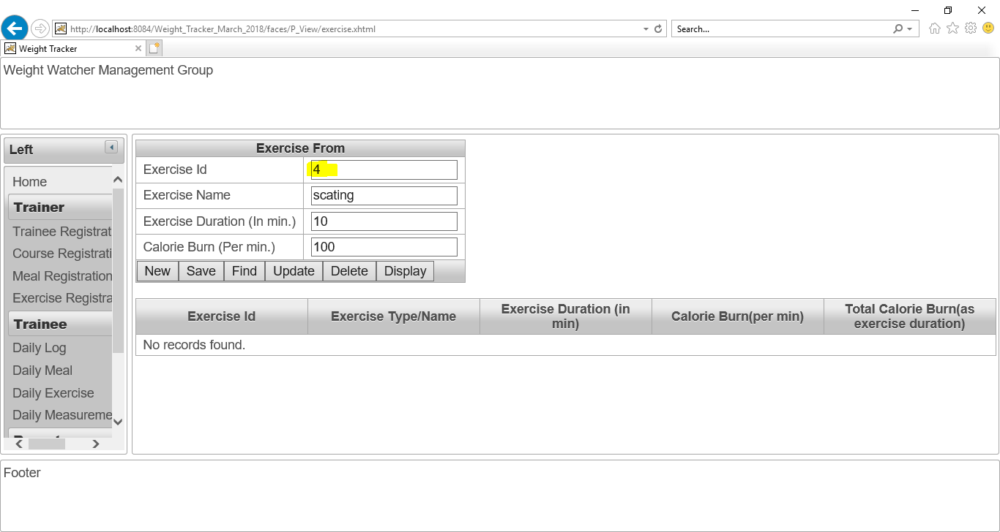 http://localhost:8084/Weight_Tracker_March_2018/faces/P_View/exercise.xhtml
Search...
Weight Tracker
Weight Watcher Management Group
Left
Home
Trainer
Trainee Registrat
Course Registrati
Meal Registration
Exercise Registra
Trainee
Daily Log
Daily Meal
Daily Exercise
Daily Measureme
Exercise From
Exercise Id 4
Exercise Name scating
Exercise Duration (In min.) 10
Calorie Burn (Per min.) 100
New Save Find Update Delete Display
Exercise Id Exercise Type/Name Exercise Duration (in min) Calorie Burn(per min) Total Calorie Burn(as exercise duration)
No records found.
Footer